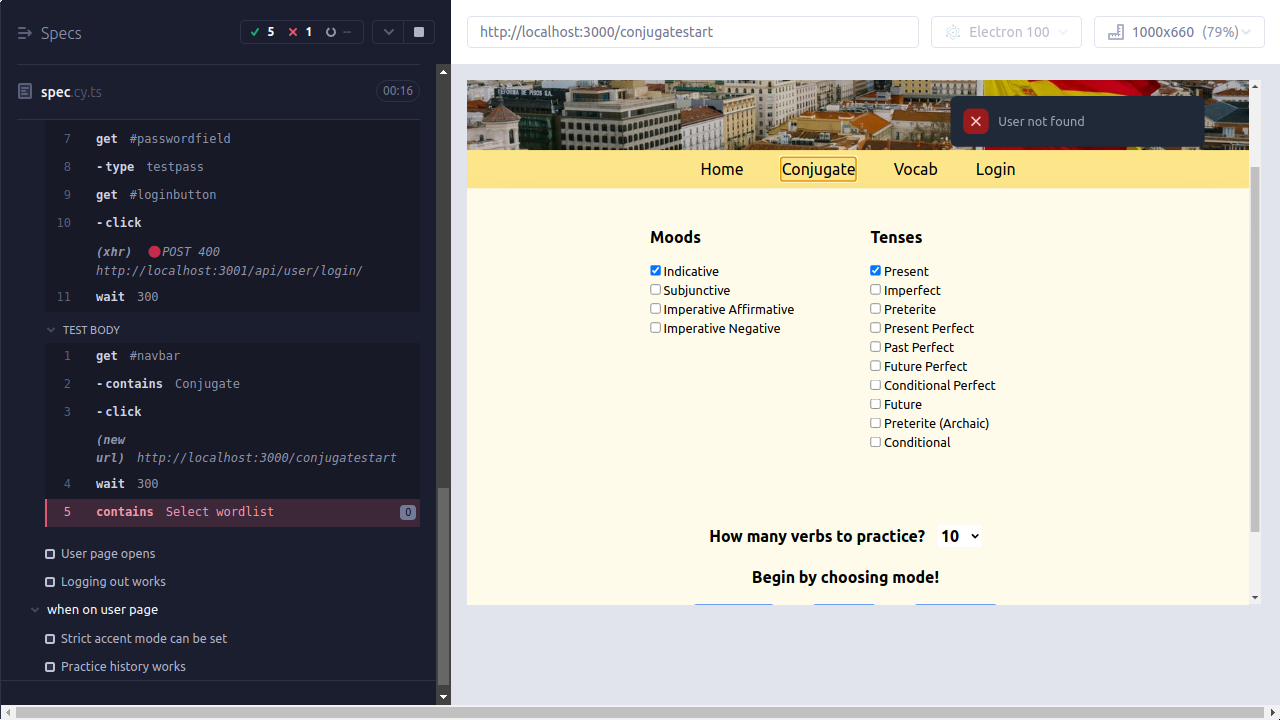 Specs
5 1 --
http://localhost:3000/conjugatestart
Electron 100
1000x660 (79%)
spec.cy.ts
00:16
7 get #passwordfield
8 -type testpass
9 get #loginbutton
10 -click
(xhr) POST 400
http://localhost:3001/api/user/login/
11 wait 300
TEST BODY
1 get #navbar
2 -contains Conjugate
3 -click
(new
url) http://localhost:3000/conjugatestart
4 wait 300
5 contains Select wordlist 0
User page opens
Logging out works
when on user page
Strict accent mode can be set
Practice history works
REFORMA DE PISOS S.A.
User not found
Home Conjugate Vocab Login
Moods
Indicative
Subjunctive
Imperative Affirmative
Imperative Negative
Tenses
Present
Imperfect
Preterite
Present Perfect
Past Perfect
Future Perfect
Conditional Perfect
Future
Preterite (Archaic)
Conditional
How many verbs to practice? 10
Begin by choosing mode!